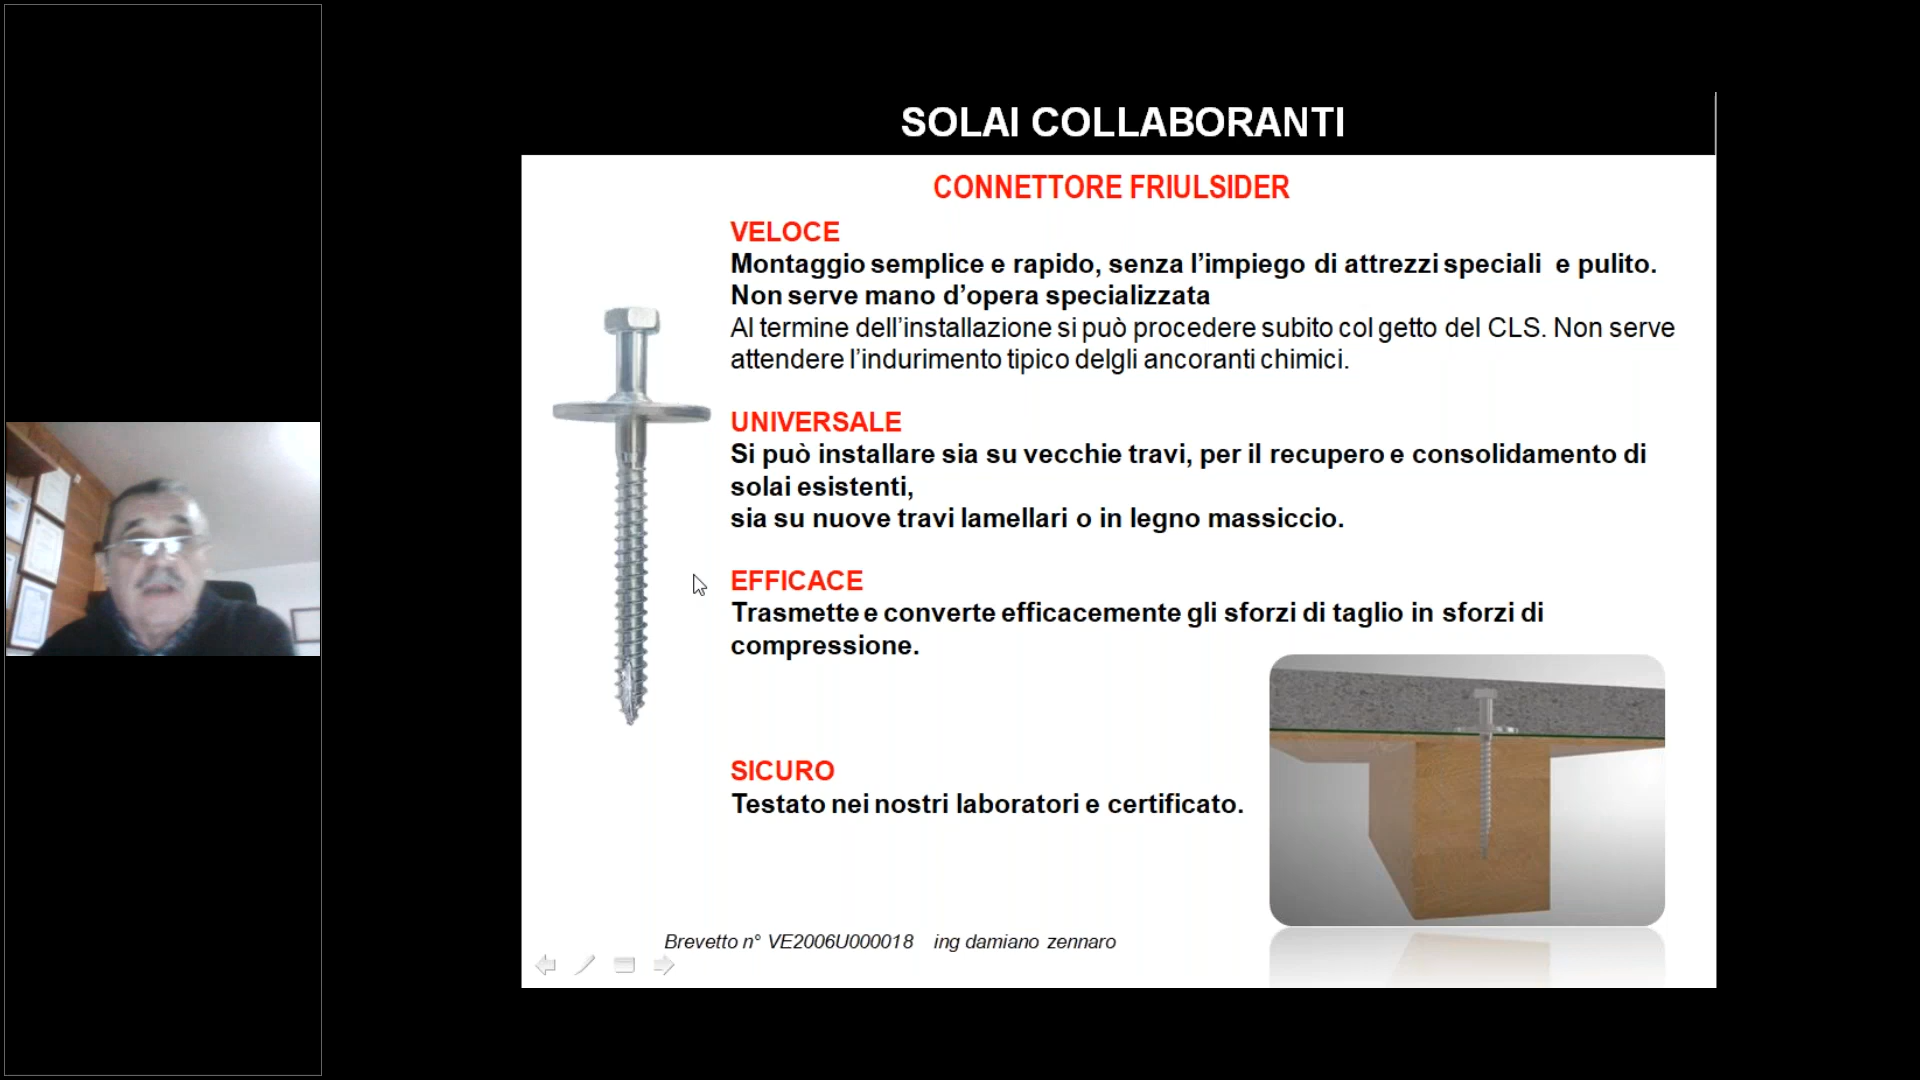 SOLAI COLLABORANTI
CONNETTORE FRIULSIDER
VELOCE
Montaggio semplice e rapido, senza l’impiego di attrezzi speciali e pulito.
Non serve mano d’opera specializzata
Al termine dell’installazione si può procedere subito col getto del CLS. Non serve
attendere l’indurimento tipico delgli ancoranti chimici.
UNIVERSALE
Si può installare sia su vecchie travi, per il recupero e consolidamento di
solai esistenti,
sia su nuove travi lamellari o in legno massiccio.
EFFICACE
Trasmette e converte efficacemente gli sforzi di taglio in sforzi di
compressione.
SICURO
Testato nei nostri laboratori e certificato.
Brevetto n° VE2006U000018 ing damiano zennaro